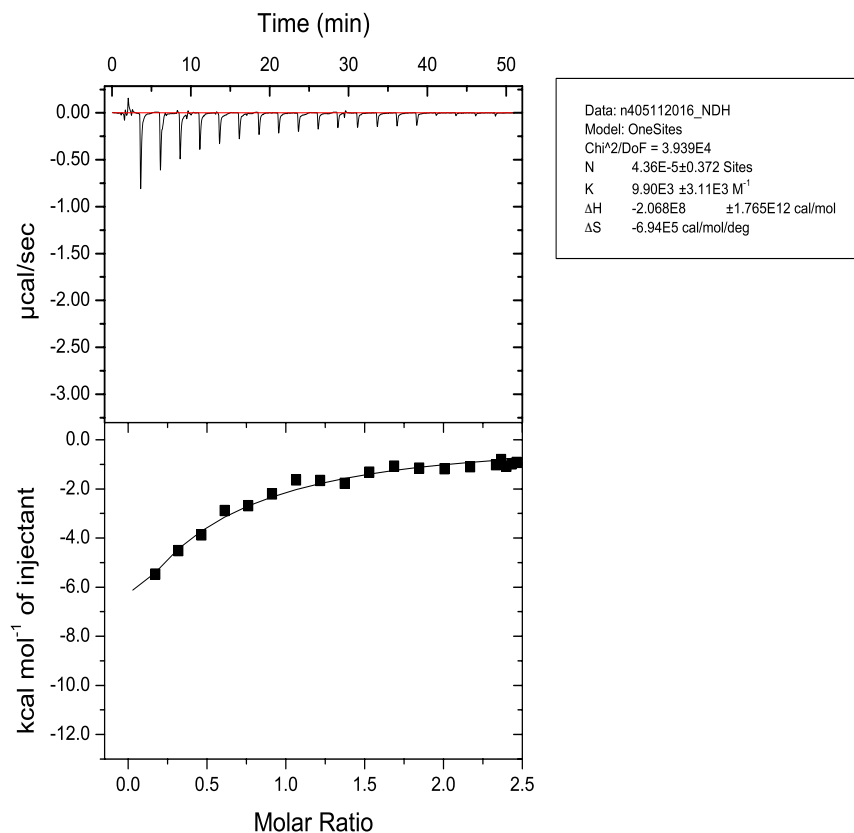 Time (min)
0 10 20 30 40 50
0.00
-0.50
-1.00
-1.50
-2.00
-2.50
-3.00
µcal/sec
Data: n405112016_NDH
Model: OneSites
Chi^2/DoF = 3.939E4
N 4.36E-5±0.372 Sites
K 9.90E3 ±3.11E3 M⁻¹
ΔH -2.068E8 ±1.765E12 cal/mol
ΔS -6.94E5 cal/mol/deg
0.0
-2.0
-4.0
-6.0
-8.0
-10.0
-12.0
kcal mol⁻¹ of injectant
0.0 0.5 1.0 1.5 2.0 2.5
Molar Ratio